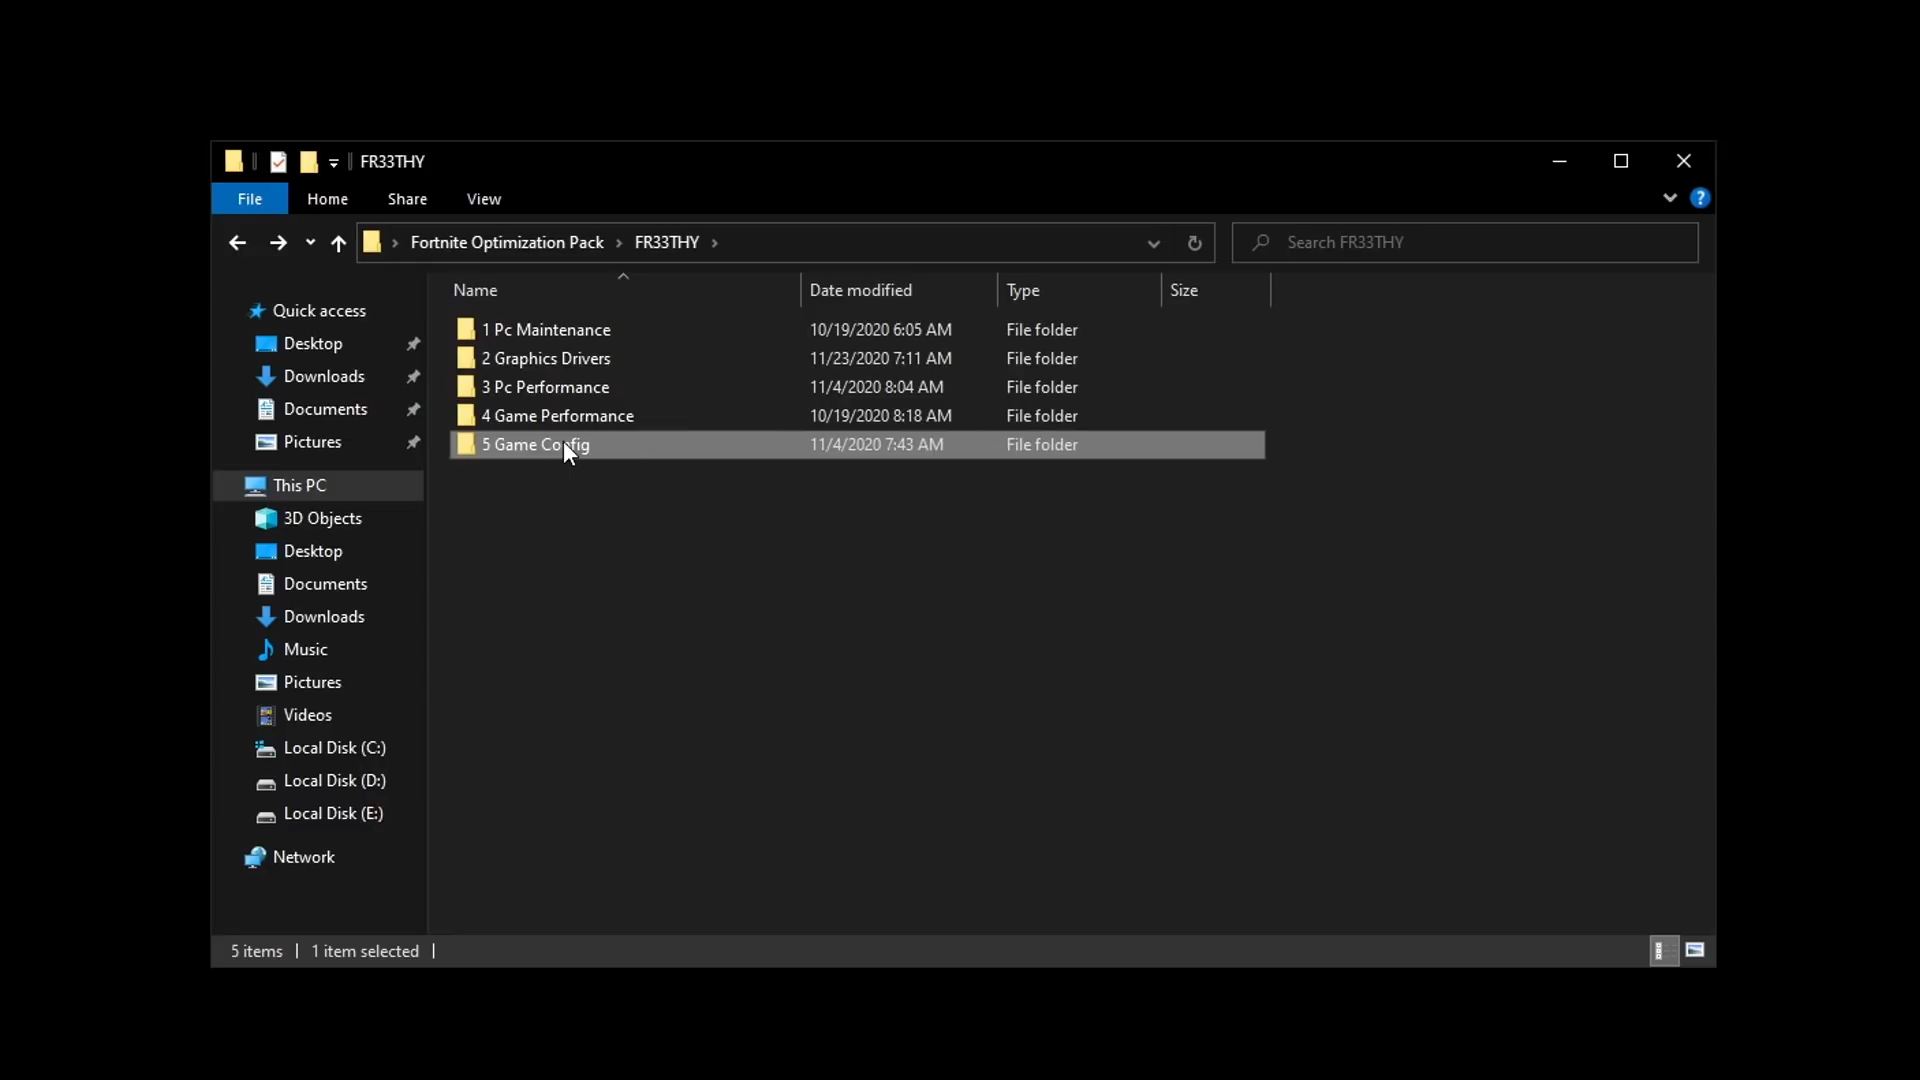 FR33THY
File Home Share View
Fortnite Optimization Pack FR33THY
Search FR33THY
Name Date modified Type Size
1 Pc Maintenance 10/19/2020 6:05 AM File folder
2 Graphics Drivers 11/23/2020 7:11 AM File folder
3 Pc Performance 11/4/2020 8:04 AM File folder
4 Game Performance 10/19/2020 8:18 AM File folder
5 Game Config 11/4/2020 7:43 AM File folder
Quick access
Desktop
Downloads
Documents
Pictures
This PC
3D Objects
Desktop
Documents
Downloads
Music
Pictures
Videos
Local Disk (C:)
Local Disk (D:)
Local Disk (E:)
Network
5 items 1 item selected